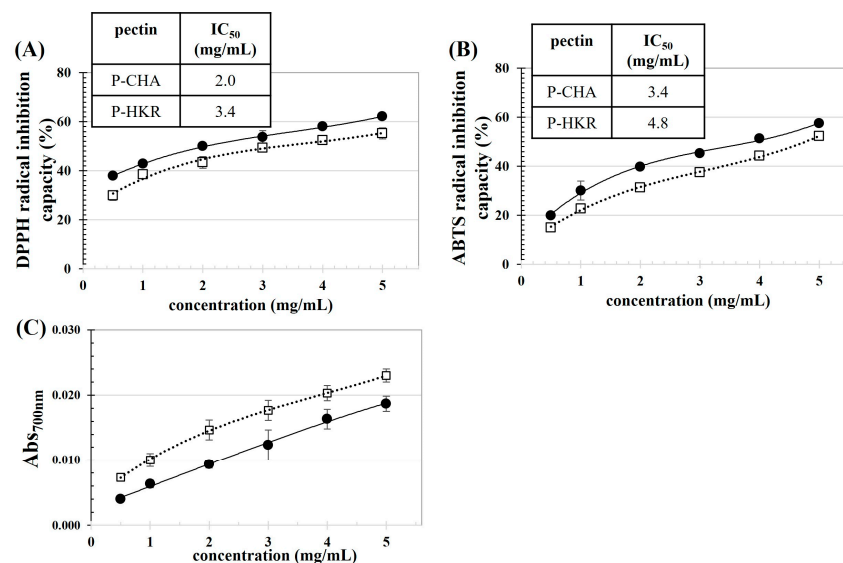 (A)
pectin IC50 (mg/mL)
P-CHA 2.0
P-HKR 3.4
DPPH radical inhibition
capacity (%)
80
60
40
20
0
0 1 2 3 4 5
concentration (mg/mL)
(B)
pectin IC50 (mg/mL)
P-CHA 3.4
P-HKR 4.8
ABTS radical inhibition
capacity (%)
80
60
40
20
0
0 1 2 3 4 5
concentration (mg/mL)
(C)
Abs700nm
0.030
0.020
0.010
0.000
0 1 2 3 4 5
concentration (mg/mL)